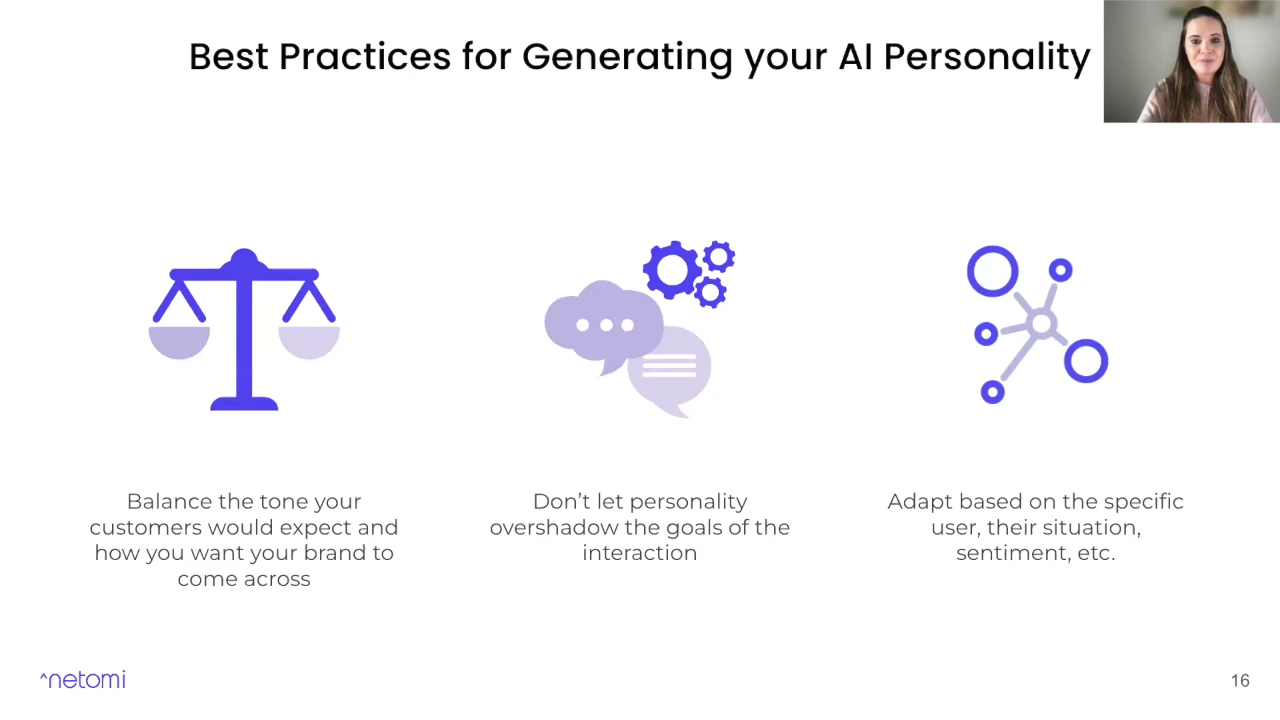 Best Practices for Generating your AI Personality
Balance the tone your
customers would expect and
how you want your brand to
come across
Don’t let personality
overshadow the goals of the
interaction
Adapt based on the specific
user, their situation,
sentiment, etc.
^netomi
16